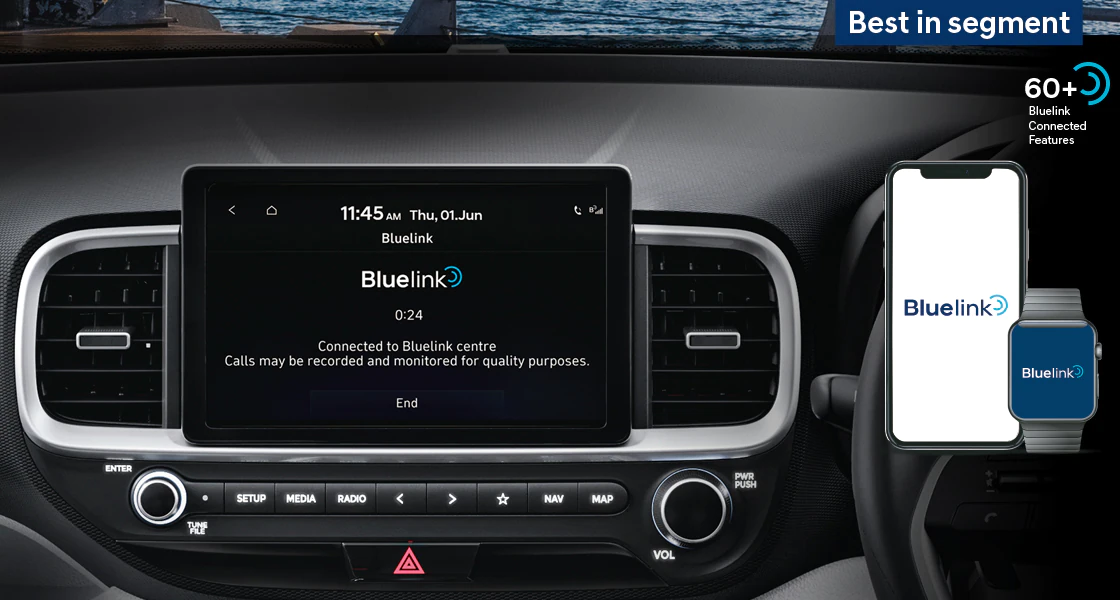 Best in segment
60+
Bluelink
Connected
Features
11:45 AM Thu, 01.Jun
Bluelink
Bluelink
0:24
Connected to Bluelink centre
Calls may be recorded and monitored for quality purposes.
End
Bluelink
Bluelink
ENTER
SETUP MEDIA RADIO NAV MAP
TUNE
FILE
PWR
PUSH
VOL